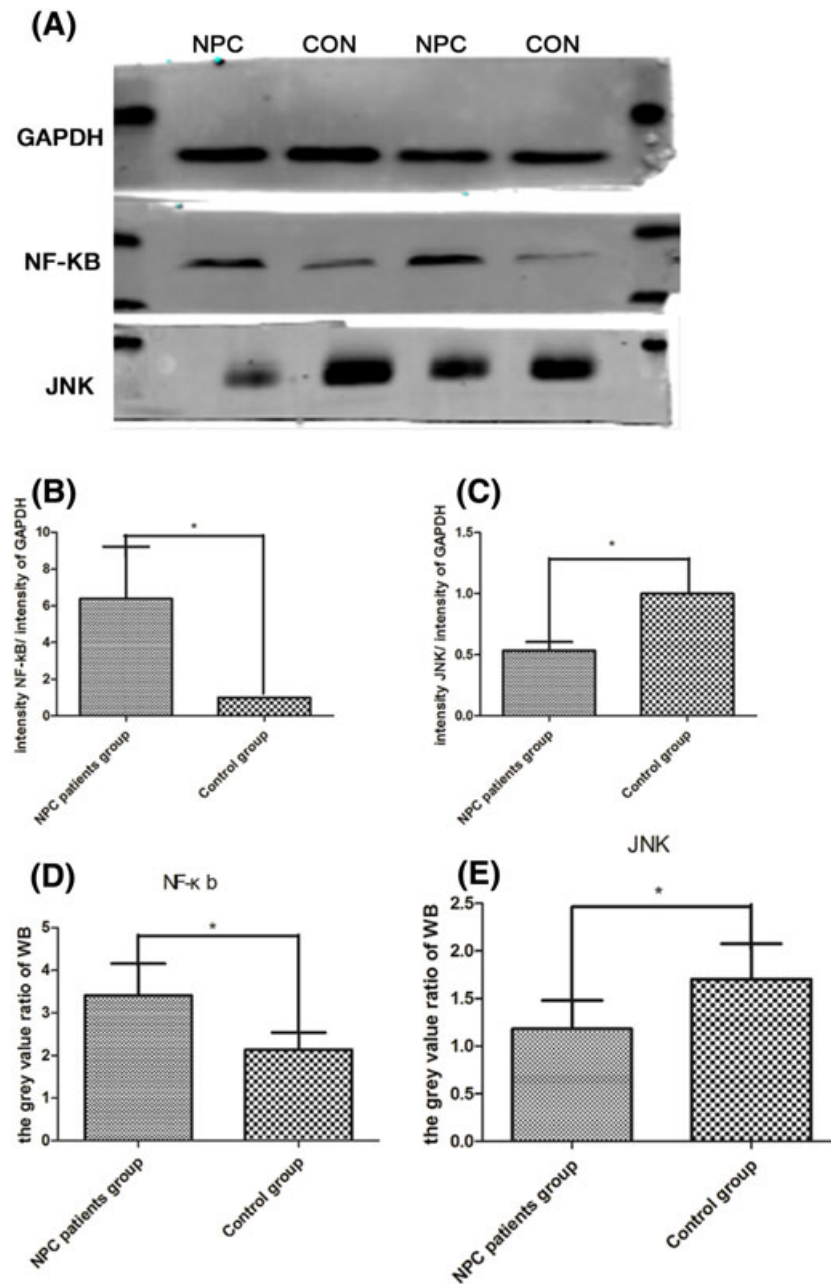 (A)
NPC CON NPC CON
GAPDH
NF-KB
JNK
(B)
intensity NF-kB/ intensity of GAPDH
10
8
6
4
2
0
*
NPC patients group
Control group
(C)
intensity JNK/ intensity of GAPDH
1.5
1.0
0.5
0.0
*
NPC patients group
Control group
(D)
NF-κ b
the grey value ratio of WB
5
4
3
2
1
0
*
NPC patients group
Control group
(E)
JNK
the grey value ratio of WB
2.5
2.0
1.5
1.0
0.5
0.0
*
NPC patients group
Control group